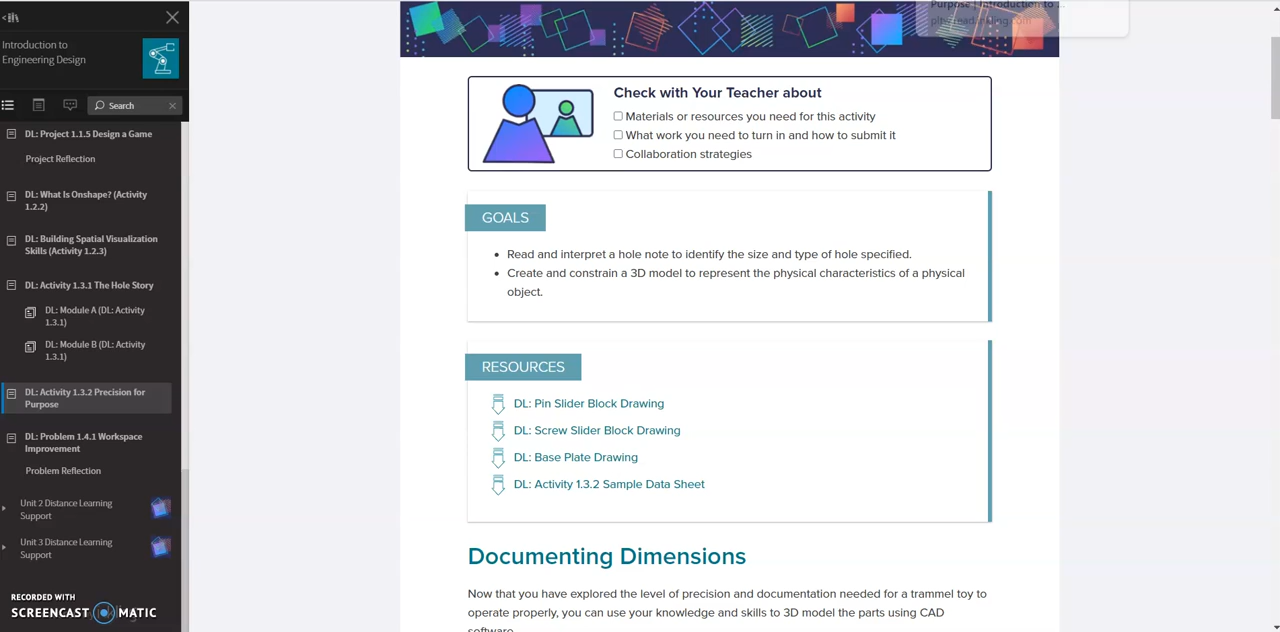 Introduction to
Engineering Design
Search
DL: Project 1.1.5 Design a Game
Project Reflection
DL: What Is Onshape? (Activity
1.2.2)
DL: Building Spatial Visualization
Skills (Activity 1.2.3)
DL: Activity 1.3.1 The Hole Story
DL: Module A (DL: Activity
1.3.1)
DL: Module B (DL: Activity
1.3.1)
DL: Activity 1.3.2 Precision for
Purpose
DL: Problem 1.4.1 Workspace
Improvement
Problem Reflection
Unit 2 Distance Learning
Support
Unit 3 Distance Learning
Support
RECORDED WITH
SCREENCAST MATIC
Purpose | Introduction to ...
Check with Your Teacher about
Materials or resources you need for this activity
What work you need to turn in and how to submit it
Collaboration strategies
GOALS
• Read and interpret a hole note to identify the size and type of hole specified.
• Create and constrain a 3D model to represent the physical characteristics of a physical
object.
RESOURCES
DL: Pin Slider Block Drawing
DL: Screw Slider Block Drawing
DL: Base Plate Drawing
DL: Activity 1.3.2 Sample Data Sheet
Documenting Dimensions
Now that you have explored the level of precision and documentation needed for a trammel toy to
operate properly, you can use your knowledge and skills to 3D model the parts using CAD
software.